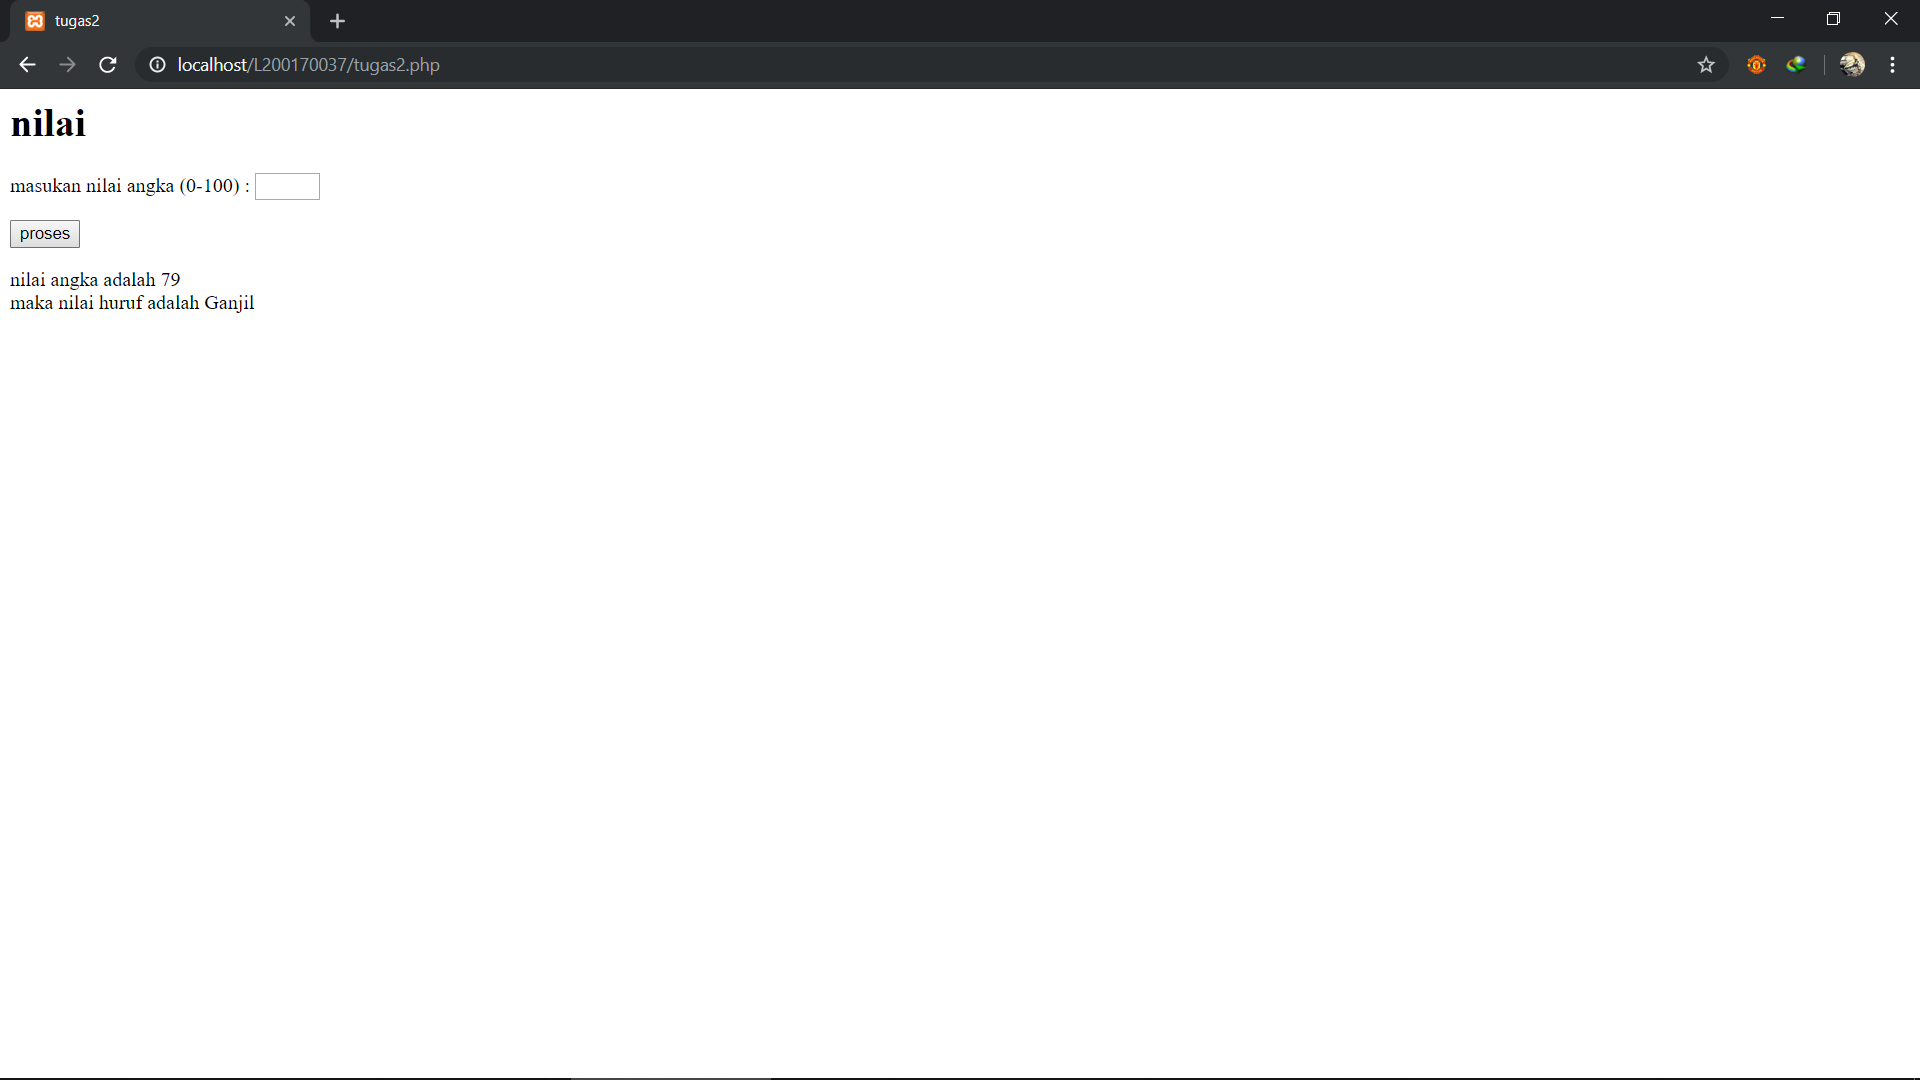 tugas2
localhost/L200170037/tugas2.php
nilai
masukan nilai angka (0-100) :
proses
nilai angka adalah 79
maka nilai huruf adalah Ganjil